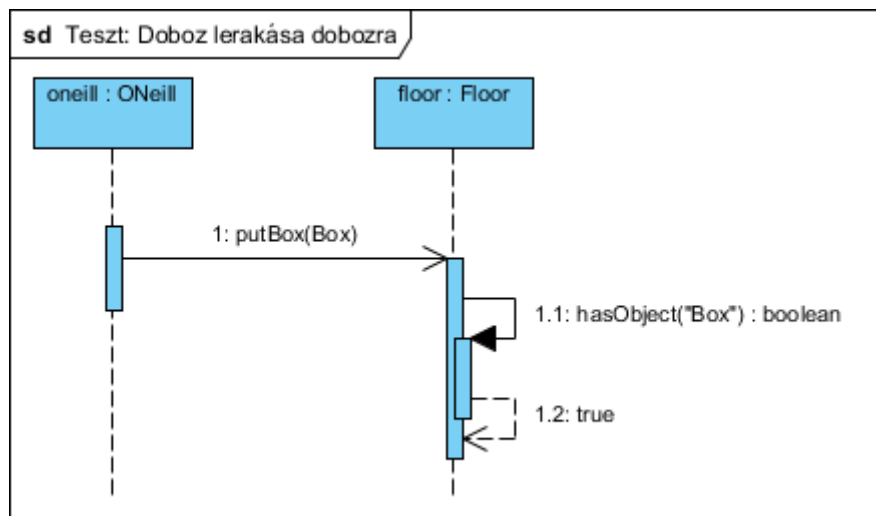 sd Teszt: Doboz lerakása dobozra
oneill : ONeill
floor : Floor
1: putBox(Box)
1.1: hasObject("Box") : boolean
1.2: true